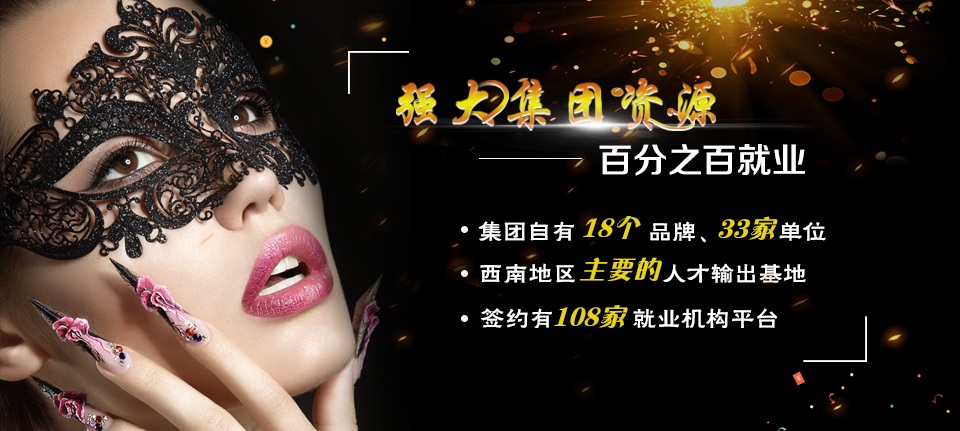 强大集团资源
百分之百就业
• 集团自有 18个 品牌、33家单位
• 西南地区 主要的人才输出基地
• 签约有108家 就业机构平台